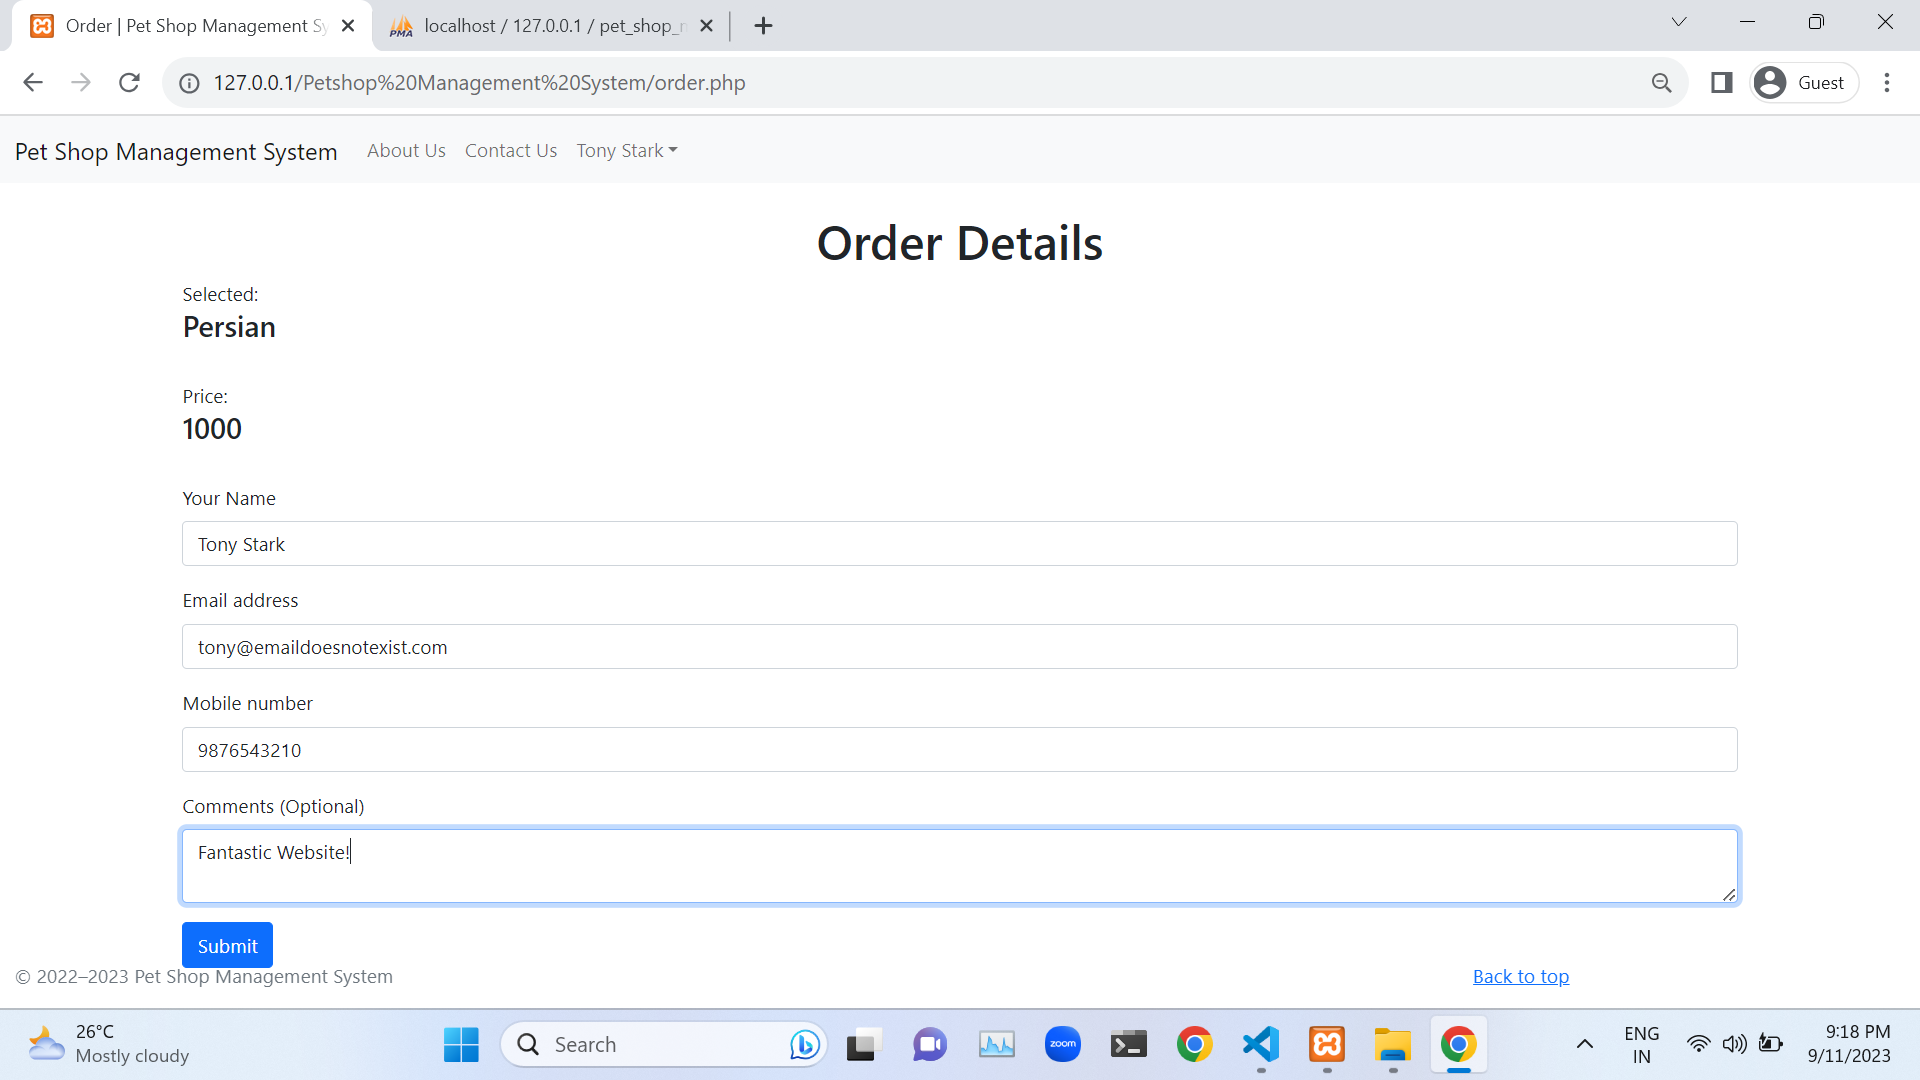 Order | Pet Shop Management Sy
localhost / 127.0.0.1 / pet_shop_m
127.0.0.1/Petshop%20Management%20System/order.php
Guest
Pet Shop Management System
About Us
Contact Us
Tony Stark
Order Details
Selected:
Persian
Price:
1000
Your Name
Tony Stark
Email address
tony@emaildoesnotexist.com
Mobile number
9876543210
Comments (Optional)
Fantastic Website!
Submit
© 2022–2023 Pet Shop Management System
Back to top
26°C
Mostly cloudy
Search
zoom
ENG
IN
9:18 PM
9/11/2023
PMA